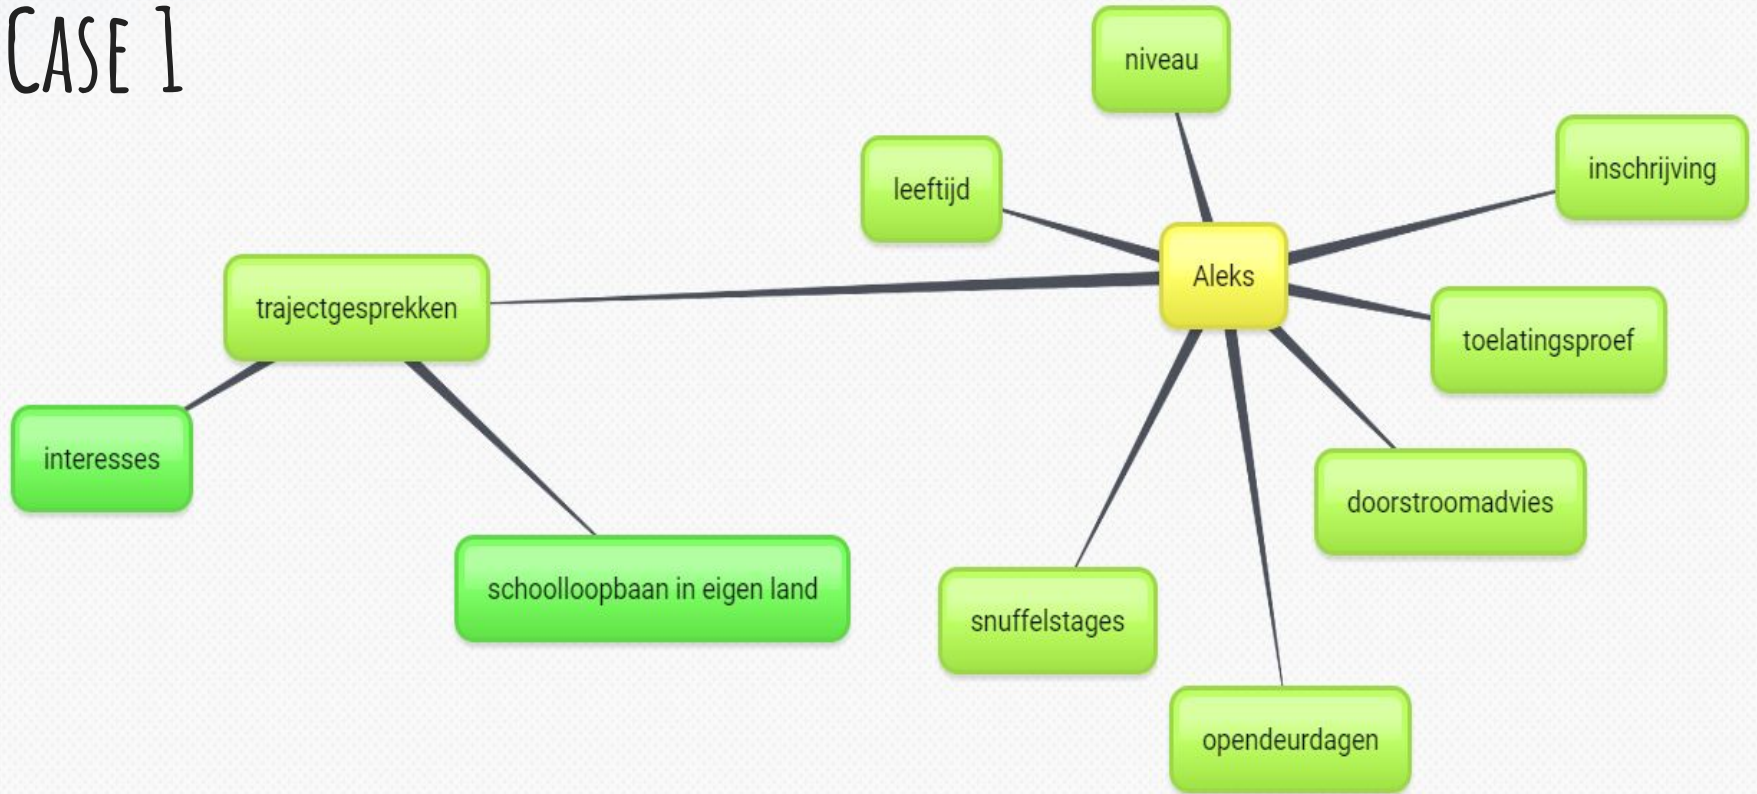 CASE 1
niveau
inschrijving
leeftijd
Aleks
trajectgesprekken
toelatingsproef
interesses
doorstroomadvies
schoolloopbaan in eigen land
snuffelstages
opendeurdagen